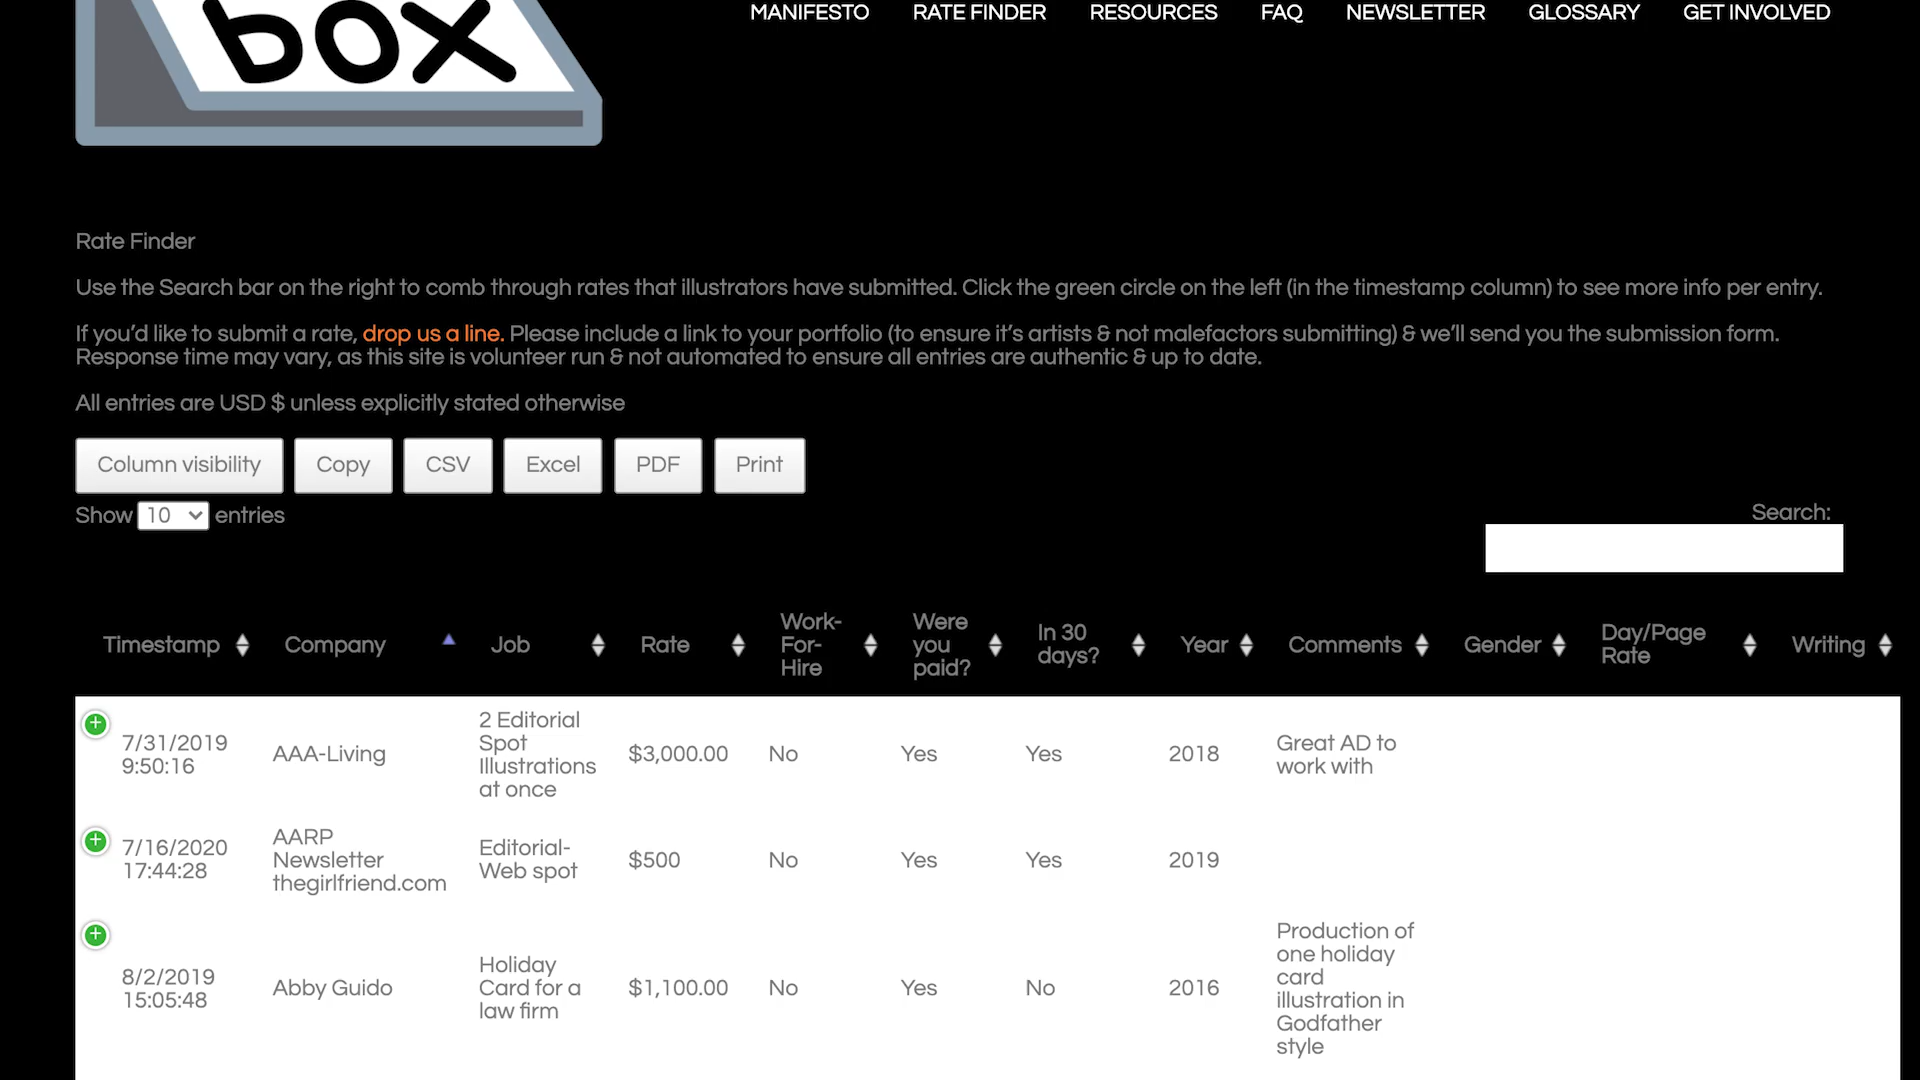 box
MANIFESTO RATE FINDER RESOURCES FAQ NEWSLETTER GLOSSARY GET INVOLVED
Rate Finder
Use the Search bar on the right to comb through rates that illustrators have submitted. Click the green circle on the left (in the timestamp column) to see more info per entry.
If you’d like to submit a rate, drop us a line. Please include a link to your portfolio (to ensure it’s artists & not malefactors submitting) & we’ll send you the submission form.
Response time may vary, as this site is volunteer run & not automated to ensure all entries are authentic & up to date.
All entries are USD $ unless explicitly stated otherwise
Column visibility Copy CSV Excel PDF Print
Show 10 entries
Search:
Timestamp
Company
Job
Rate
Work-
For-
Hire
Were
you
paid?
In 30
days?
Year
Comments
Gender
Day/Page
Rate
Writing
7/31/2019
9:50:16
AAA-Living
2 Editorial
Spot
Illustrations
at once
$3,000.00
No
Yes
Yes
2018
Great AD to
work with
7/16/2020
17:44:28
AARP
Newsletter
thegirlfriend.com
Editorial-
Web spot
$500
No
Yes
Yes
2019
8/2/2019
15:05:48
Abby Guido
Holiday
Card for a
law firm
$1,100.00
No
Yes
No
2016
Production of
one holiday
card
illustration in
Godfather
style